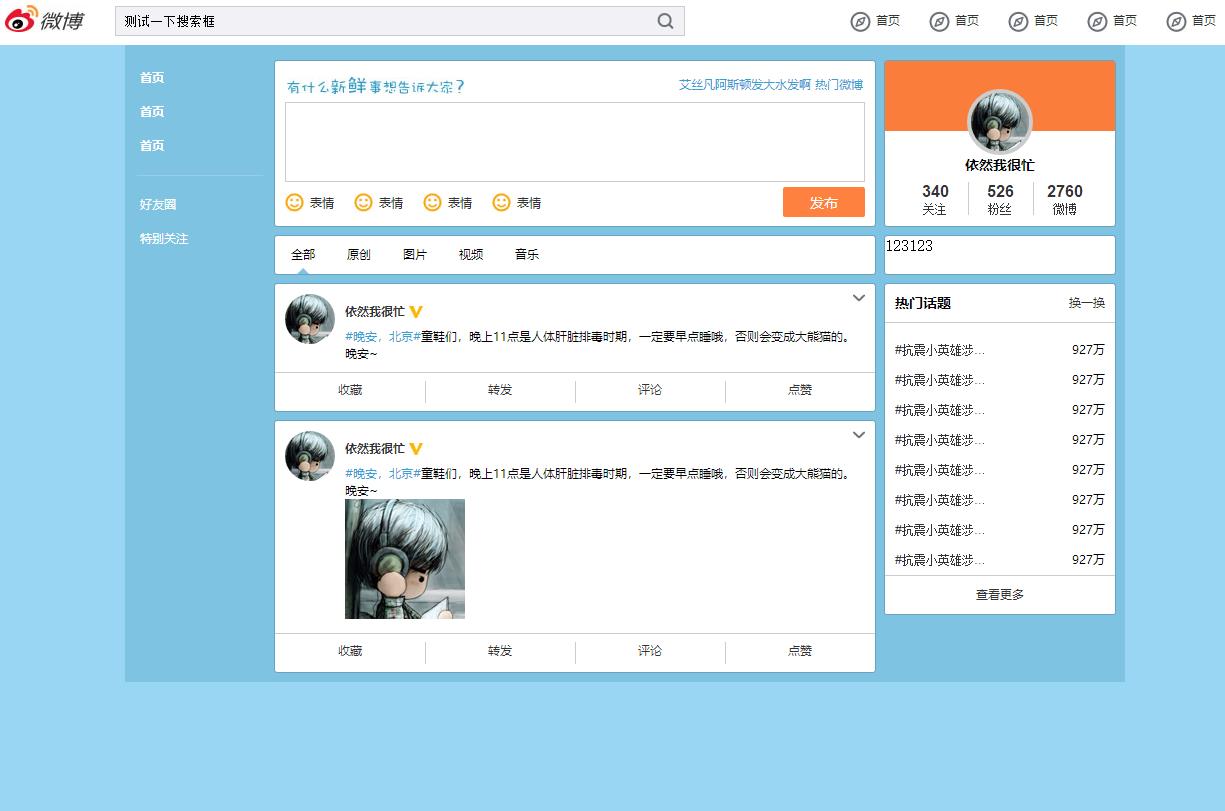 微博
测试一下搜索框
首页
首页
首页
首页
首页
首页
首页
首页
好友圈
特别关注
有什么新鲜事想告诉大家?
艾丝凡阿斯顿发大水发啊 热门微博
表情
表情
表情
表情
发布
全部
原创
图片
视频
音乐
依然我很忙
#晚安，北京#童鞋们，晚上11点是人体肝脏排毒时期，一定要早点睡哦，否则会变成大熊猫的。
晚安~
收藏
转发
评论
点赞
依然我很忙
#晚安，北京#童鞋们，晚上11点是人体肝脏排毒时期，一定要早点睡哦，否则会变成大熊猫的。
晚安~
收藏
转发
评论
点赞
依然我很忙
340
526
2760
关注
粉丝
微博
123123
热门话题
换一换
#抗震小英雄涉... 927万
#抗震小英雄涉... 927万
#抗震小英雄涉... 927万
#抗震小英雄涉... 927万
#抗震小英雄涉... 927万
#抗震小英雄涉... 927万
#抗震小英雄涉... 927万
#抗震小英雄涉... 927万
查看更多